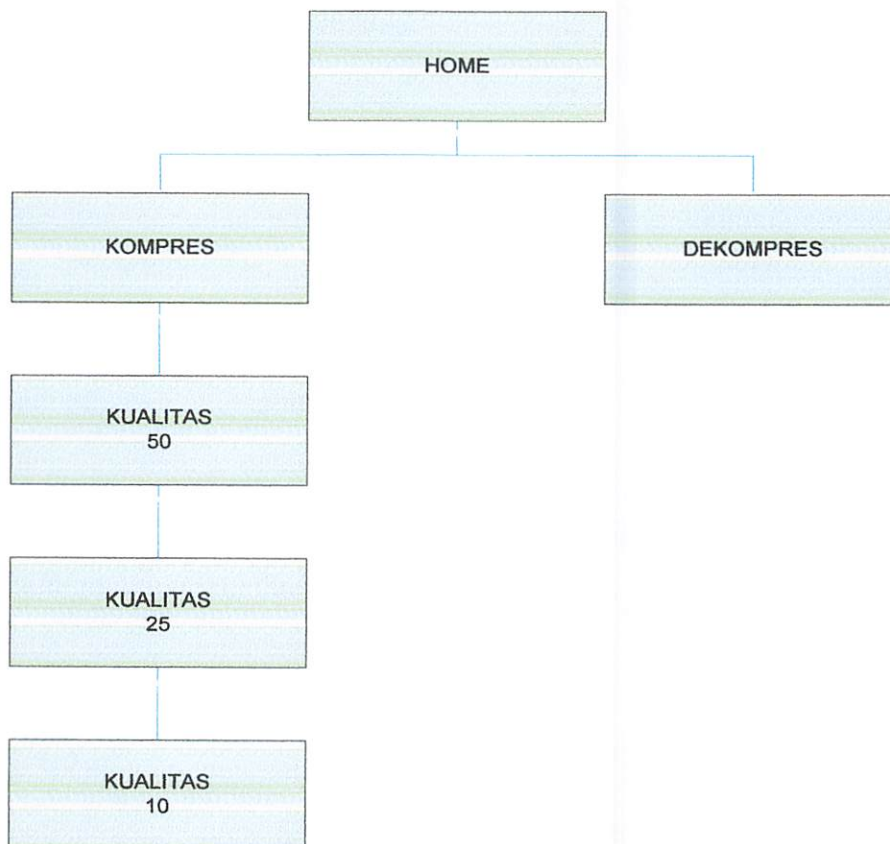 HOME
KOMPRES
DEKOMPRES
KUALITAS
50
KUALITAS
25
KUALITAS
10